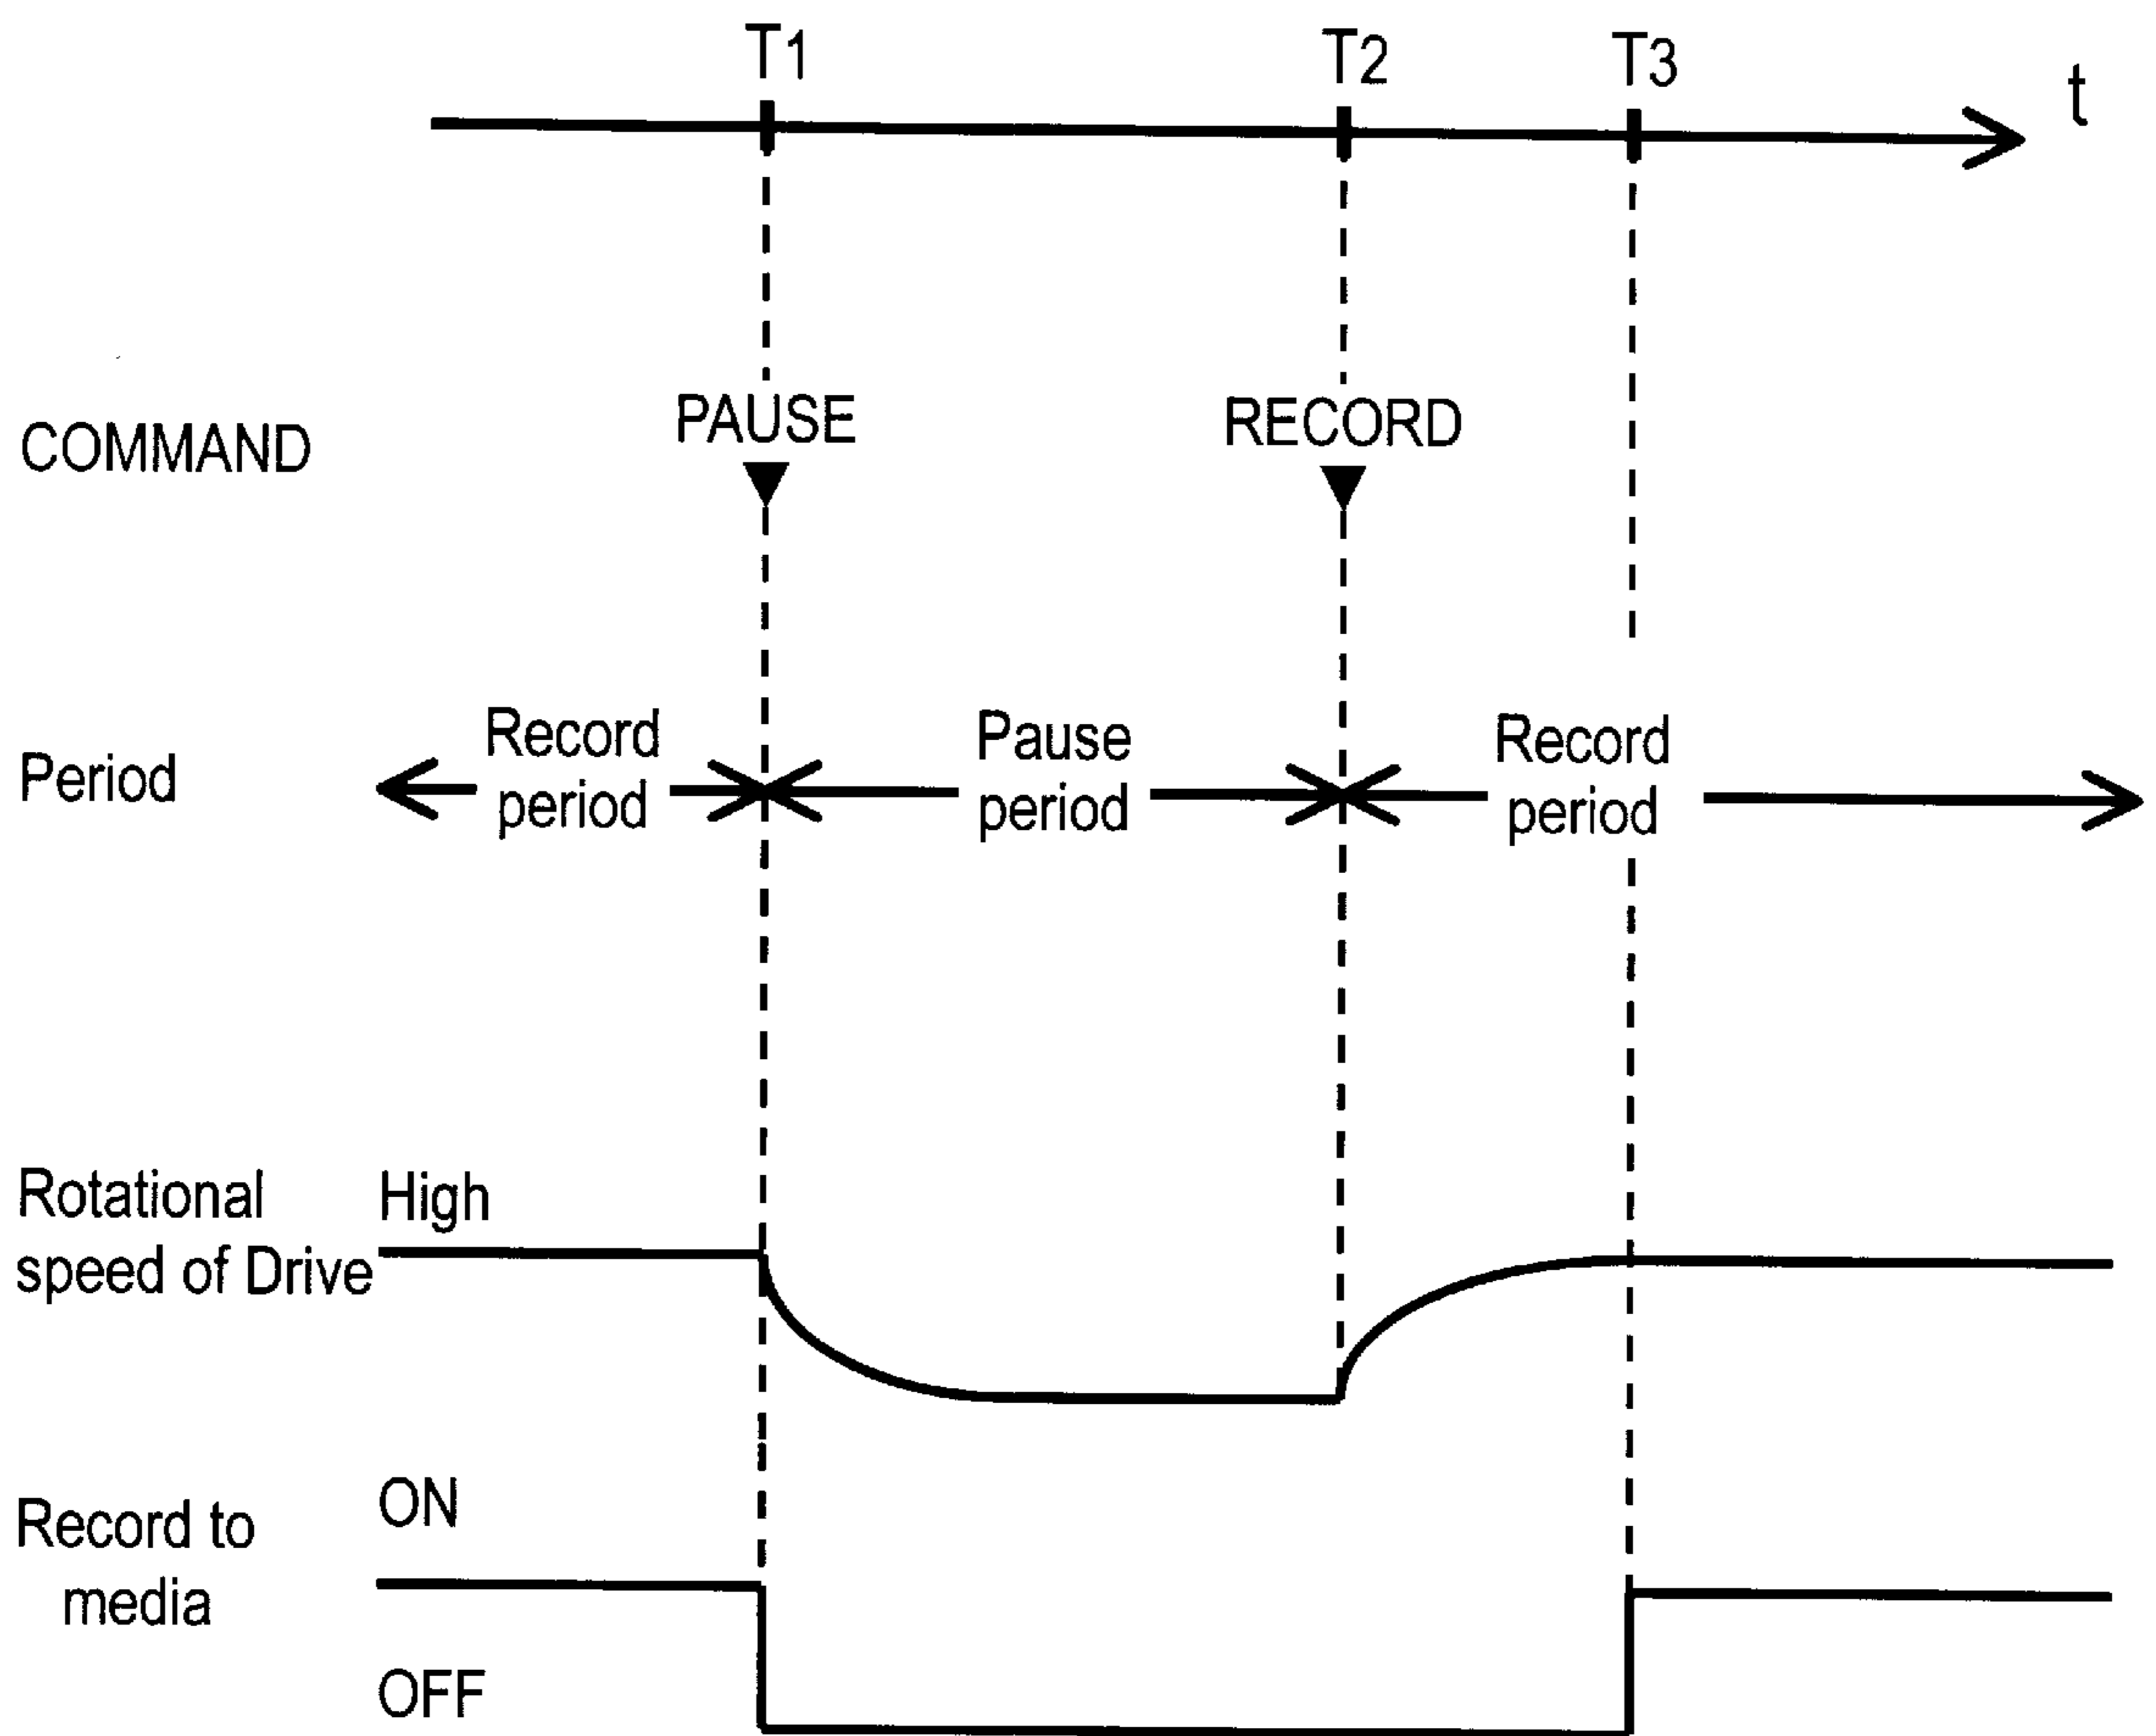 T1
T2
T3
t
COMMAND
PAUSE
RECORD
Period
Record
period
Pause
period
Record
period
Rotational
speed of Drive
High
Record to
media
ON
OFF